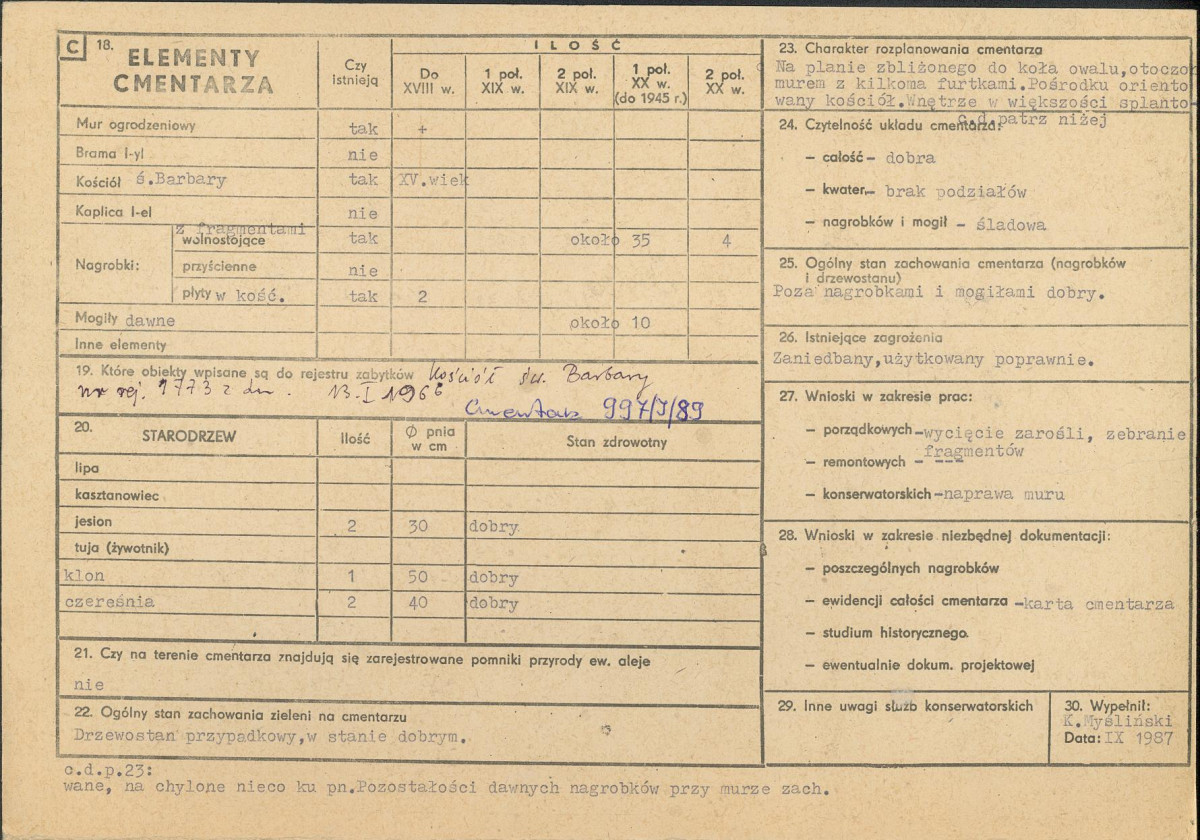 C 18. ELEMENTY CMENTARZA
Czy istnieją
ILOŚĆ
Do XVIII w.
1 poł. XIX w.
2 poł. XIX w.
1 poł. XX w. (do 1945 r.)
2 poł. XX w.
Mur ogrodzeniowy tak +
Brama I-yl nie
Kościół ś.Barbary tak XV.wiek
Kaplica I-el nie
Nagrobki:
z fragmentami
wolnostojące tak około 35 4
przyścienne nie
płyty w kość. tak 2
Mogiły dawne około 10
Inne elementy
19. Które obiekty wpisane są do rejestru zabytków Kościół św. Barbary
nr rej. 1773 z dn. 13.I 1966
Cmentarz 997/J/89
20. STARODRZEW Ilość Ø pnia w cm Stan zdrowotny
lipa
kasztanowiec
jesion 2 30 dobry
tuja (żywotnik)
klon 1 50 dobry
czereśnia 2 40 dobry
21. Czy na terenie cmentarza znajdują się zarejestrowane pomniki przyrody ew. aleje
nie
22. Ogólny stan zachowania zieleni na cmentarzu
Drzewostan przypadkowy,w stanie dobrym.
23. Charakter rozplanowania cmentarza
Na planie zbliżonego do koła owalu,otoczo
murem z kilkoma furtkami.Pośrodku oriento
wany kościół.Wnętrze w większości splanto-
c.d.patrz niżej
24. Czytelność układu cmentarza:
– całość – dobra
– kwater,– brak podziałów
– nagrobków i mogił – śladowa
25. Ogólny stan zachowania cmentarza (nagrobków
i drzewostanu)
Poza nagrobkami i mogiłami dobry.
26. Istniejące zagrożenia
Zaniedbany,użytkowany poprawnie.
27. Wnioski w zakresie prac:
– porządkowych –wycięcie zarośli, zebranie
fragmentów
– remontowych – ---
– konserwatorskich –naprawa muru
28. Wnioski w zakresie niezbędnej dokumentacji:
– poszczególnych nagrobków
– ewidencji całości cmentarza –karta cmentarza
– studium historycznego.
– ewentualnie dokum. projektowej
29. Inne uwagi służb konserwatorskich
30. Wypełnił:
K.Myśliński
Data: IX 1987
c.d.p.23:
wane, na chylone nieco ku pn.Pozostałości dawnych nagrobków przy murze zach.